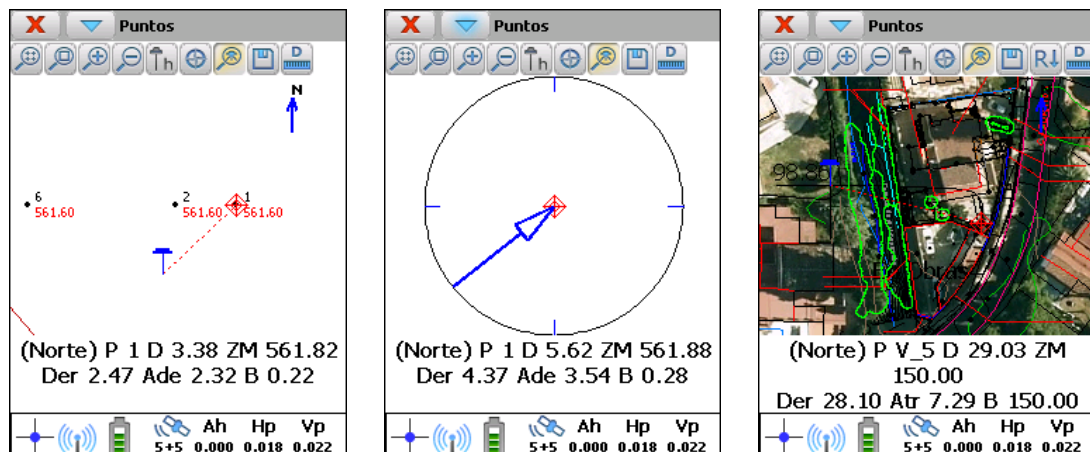 Puntos
h
D
N
6
561.60
2
561.60
1
561.60
(Norte) P 1 D 3.38 ZM 561.82
Der 2.47 Ade 2.32 B 0.22
Ah Hp Vp
5+5 0.000 0.018 0.022
Puntos
h
D
(Norte) P 1 D 5.62 ZM 561.88
Der 4.37 Ade 3.54 B 0.28
Ah Hp Vp
5+5 0.000 0.018 0.022
Puntos
h
R↓
D
N
Obras
(Norte) P V_5 D 29.03 ZM
150.00
Der 28.10 Atr 7.29 B 150.00
Ah Hp Vp
5+5 0.000 0.018 0.022